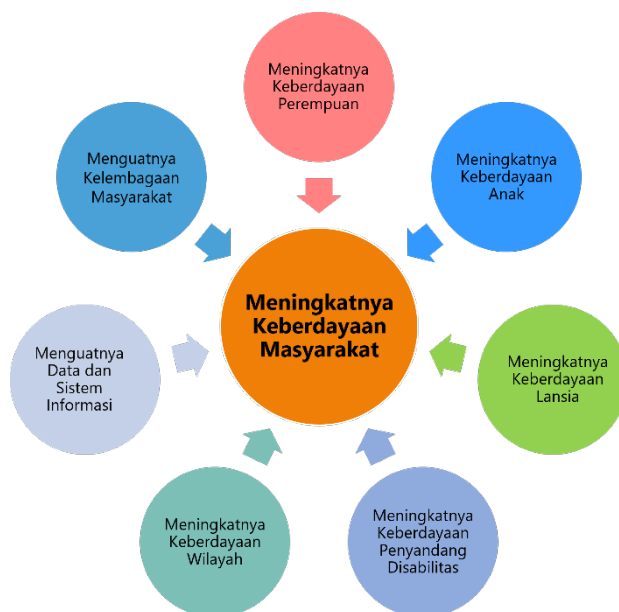 Meningkatnya
Keberdayaan
Perempuan
Meningkatnya
Keberdayaan
Anak
Meningkatnya
Keberdayaan
Lansia
Meningkatnya
Keberdayaan
Penyandang
Disabilitas
Meningkatnya
Keberdayaan
Wilayah
Menguatnya
Data dan
Sistem
Informasi
Menguatnya
Kelembagaan
Masyarakat
Meningkatnya
Keberdayaan
Masyarakat